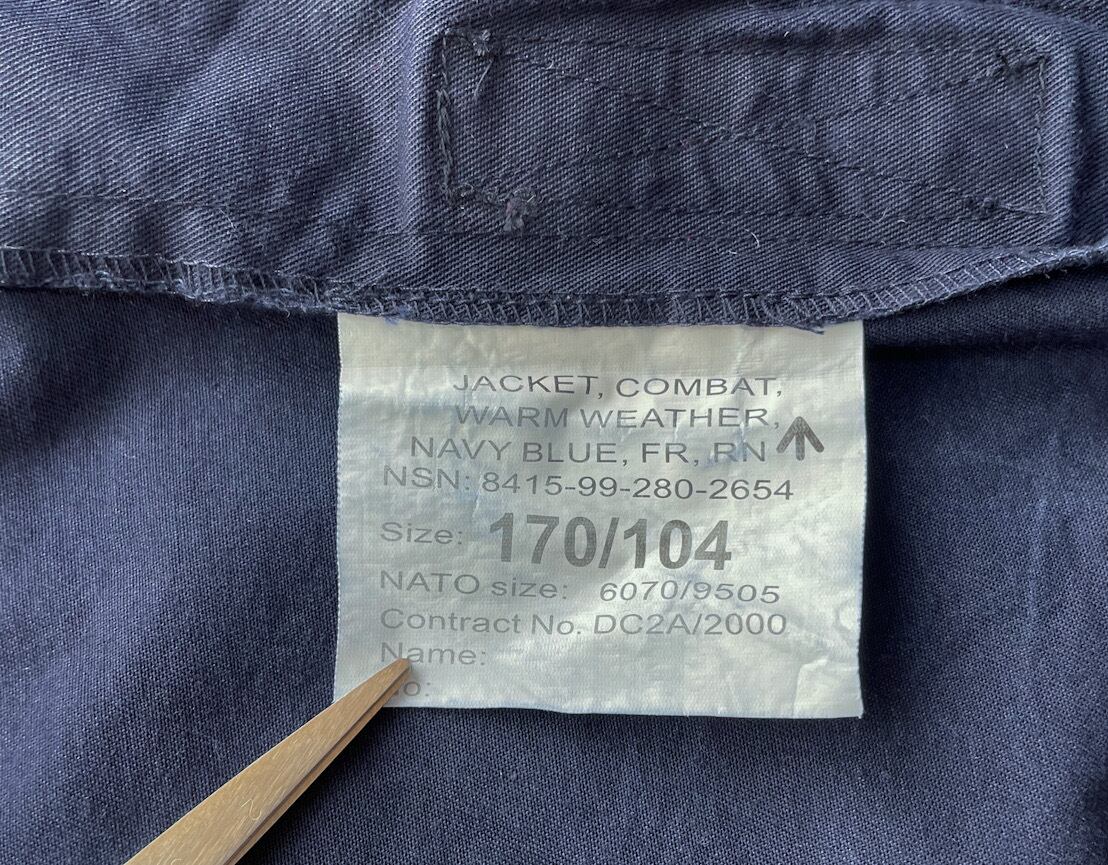 JACKET, COMBAT,
WARM WEATHER,
NAVY BLUE, FR, RN
NSN: 8415-99-280-2654
Size: 170/104
NATO size: 6070/9505
Contract No. DC2A/2000
Name: